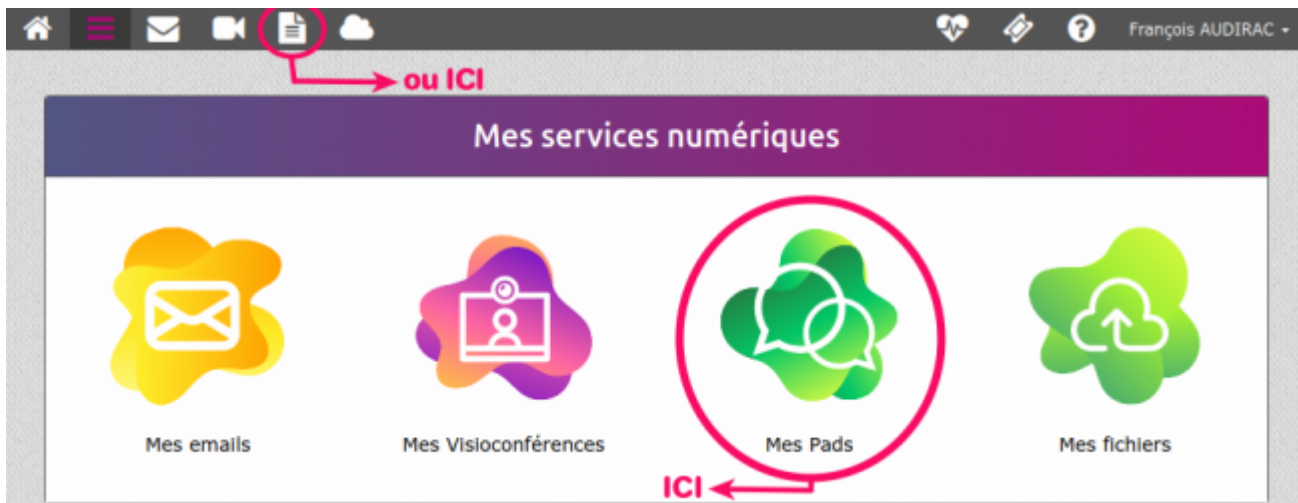 François AUDIRAC
ou ICI
Mes services numériques
Mes emails
Mes Visioconférences
Mes Pads
Mes fichiers
ICI